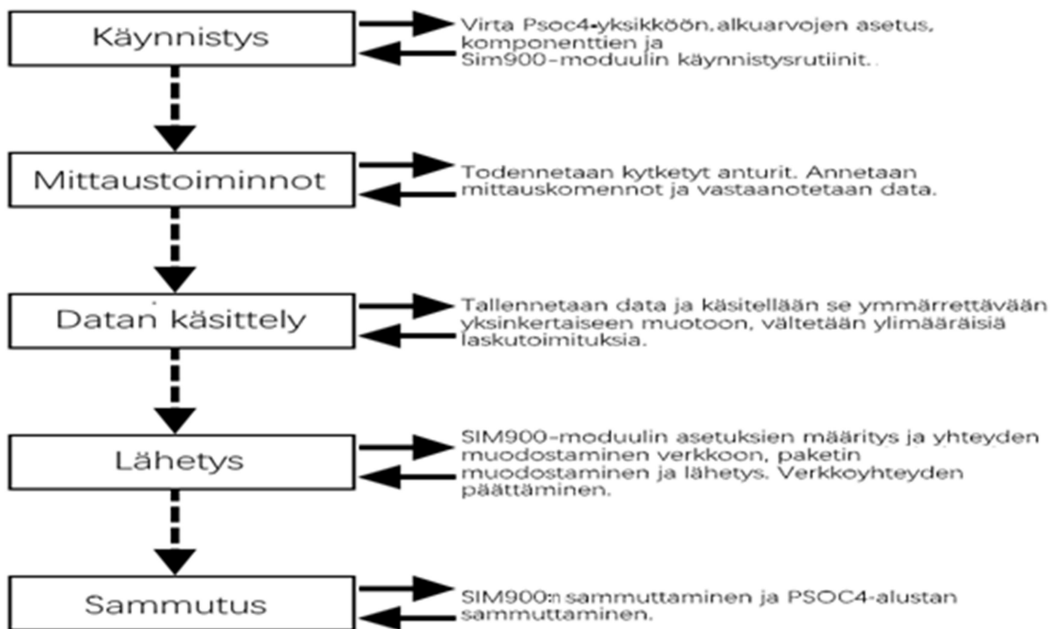 Käynnistys
Virta Psoc4-yksikköön.alkuarvojen asetus,
komponenttien ja
Sim900-moduulin käynnistysrutiinit.
Mittaustoiminnot
Todennetaan kytketyt anturit. Annetaan
mittauskomennot ja vastaanotetaan data.
Datan käsittely
Tallennetaan data ja käsitellään se ymmärrettävään
yksinkertaiseen muotoon, vältetään ylimääräisiä
laskutoimituksia.
Lähetys
SIM900-moduulin asetuksien määritys ja yhteyden
muodostaminen verkkoon, paketin
muodostaminen ja lähetys. Verkkoyhteyden
päättäminen.
Sammutus
SIM900:n sammuttaminen ja PSOC4-alustan
sammuttaminen.